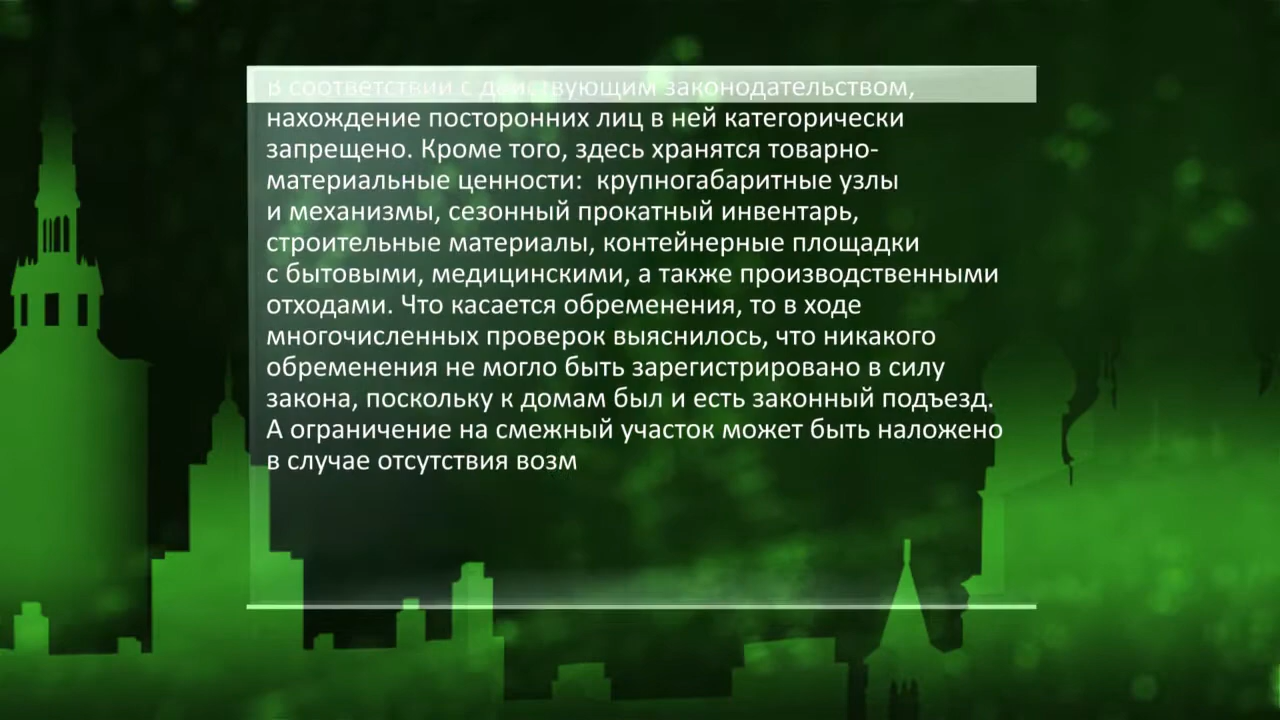 В соответствии с действующим законодательством,
нахождение посторонних лиц в ней категорически
запрещено. Кроме того, здесь хранятся товарно-
материальные ценности:  крупногабаритные узлы
и механизмы, сезонный прокатный инвентарь,
строительные материалы, контейнерные площадки
с бытовыми, медицинскими, а также производственными
отходами. Что касается обременения, то в ходе
многочисленных проверок выяснилось, что никакого
обременения не могло быть зарегистрировано в силу
закона, поскольку к домам был и есть законный подъезд.
А ограничение на смежный участок может быть наложено
в случае отсутствия возм